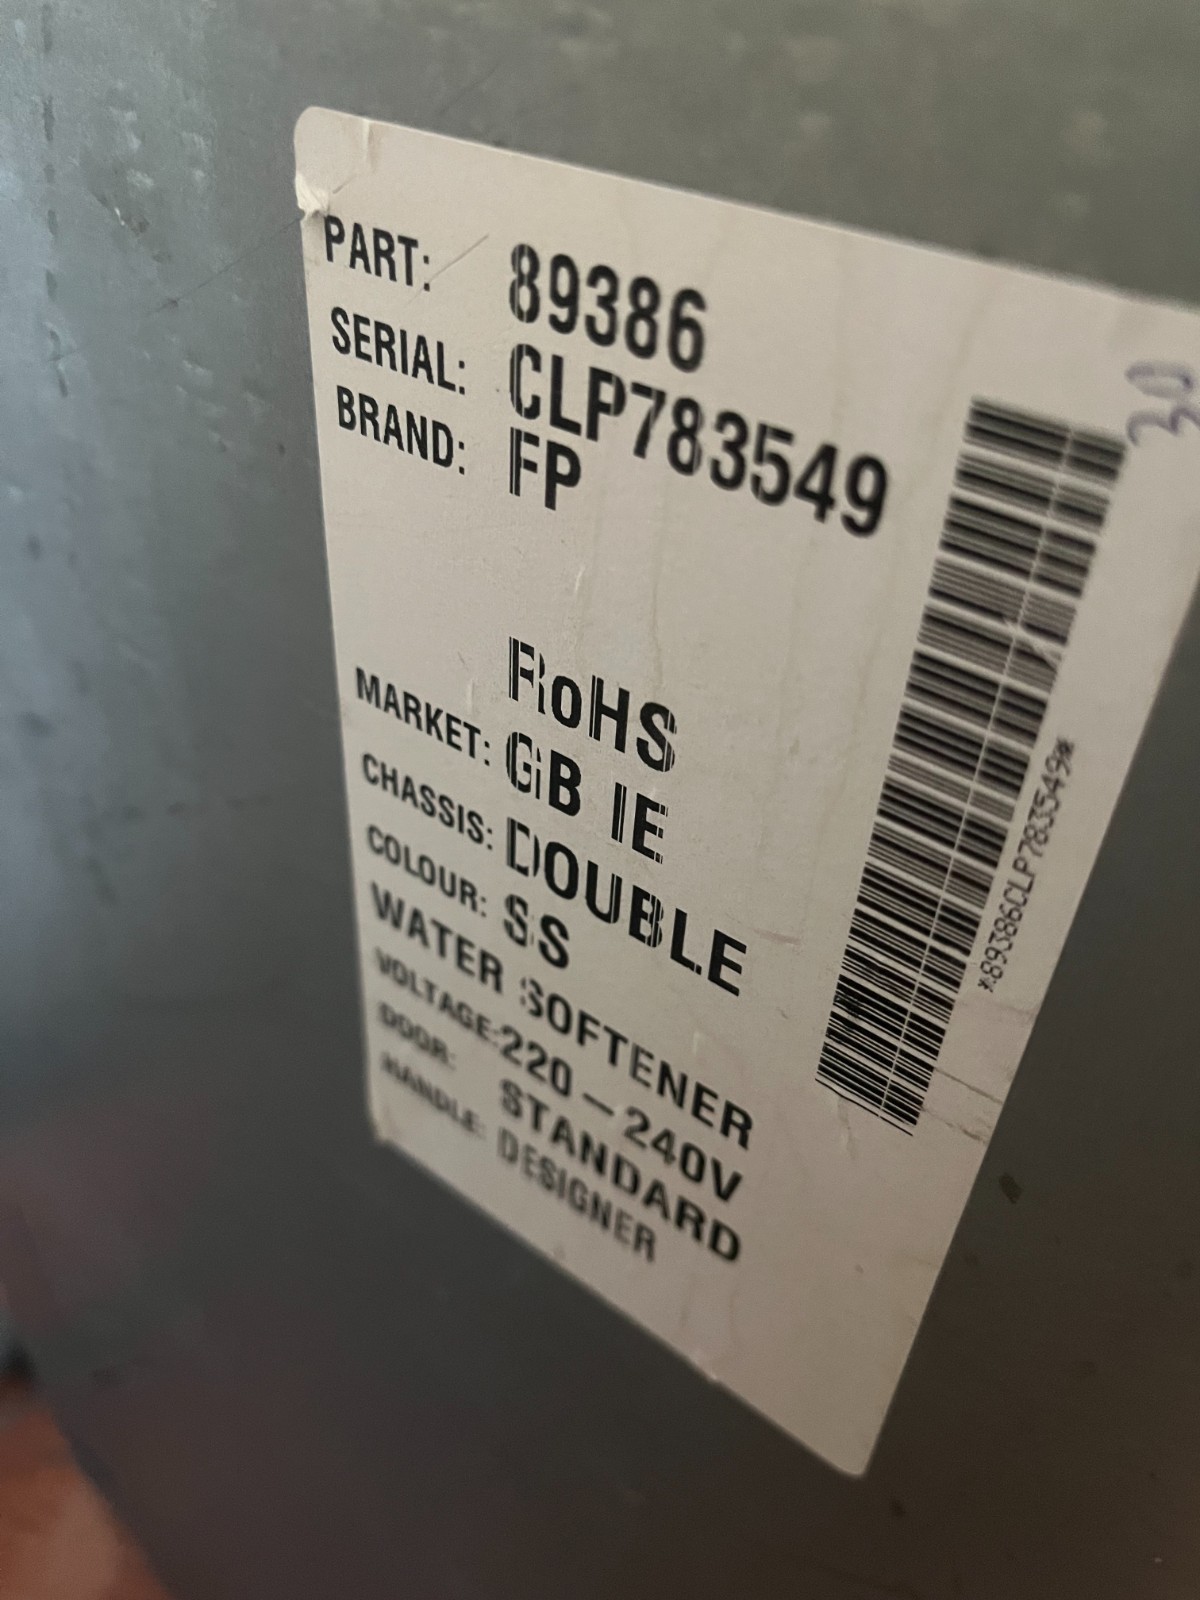 PART: 89386
SERIAL: CLP783549
BRAND: FP
RoHS
MARKET: GB IE
CHASSIS: DOUBLE
COLOUR: SS
WATER SOFTENER
VOLTAGE: 220 – 240V
DOOR: STANDARD
HANDLE: DESIGNER
*89386CLP783549*
30